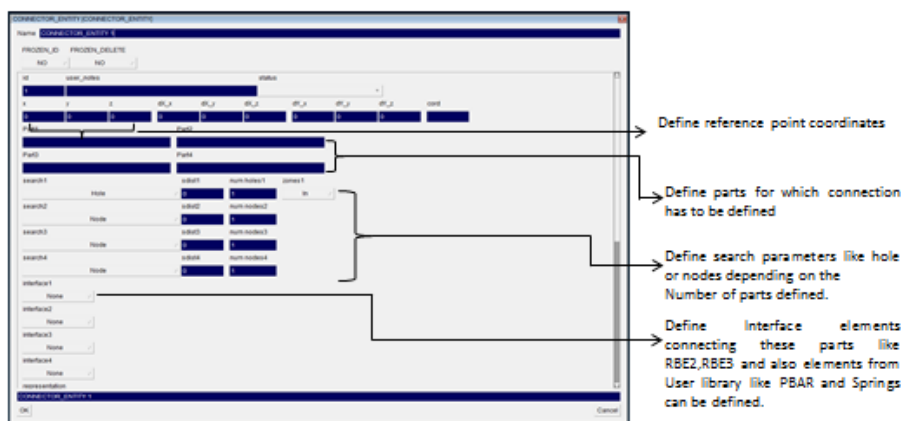 CONNECTOR_ENTITY [CONNECTOR_ENTITY]
Name CONNECTOR_ENTITY 1
FROZEN_ID FROZEN_DELETE
NO NO
id user_notes status
1
x y z dX_x dX_y dX_z dY_x dY_y dY_z cord
0 0 0 0 0 0 0 0 0
Part1 Part2
Part3 Part4
search1 sdist1 num holes1 zones1
Hole 0 1 In
search2 sdist2 num nodes2
Node 0 1
search3 sdist3 num nodes3
Node 0 1
search4 sdist4 num nodes4
Node 0 1
interface1
None
interface2
None
interface3
None
interface4
None
representation
CONNECTOR_ENTITY 1
OK Cancel
Define reference point coordinates
Define parts for which connection
has to be defined
Define search parameters like hole
or nodes depending on the
Number of parts defined.
Define Interface elements
connecting these parts like
RBE2,RBE3 and also elements from
User library like PBAR and Springs
can be defined.